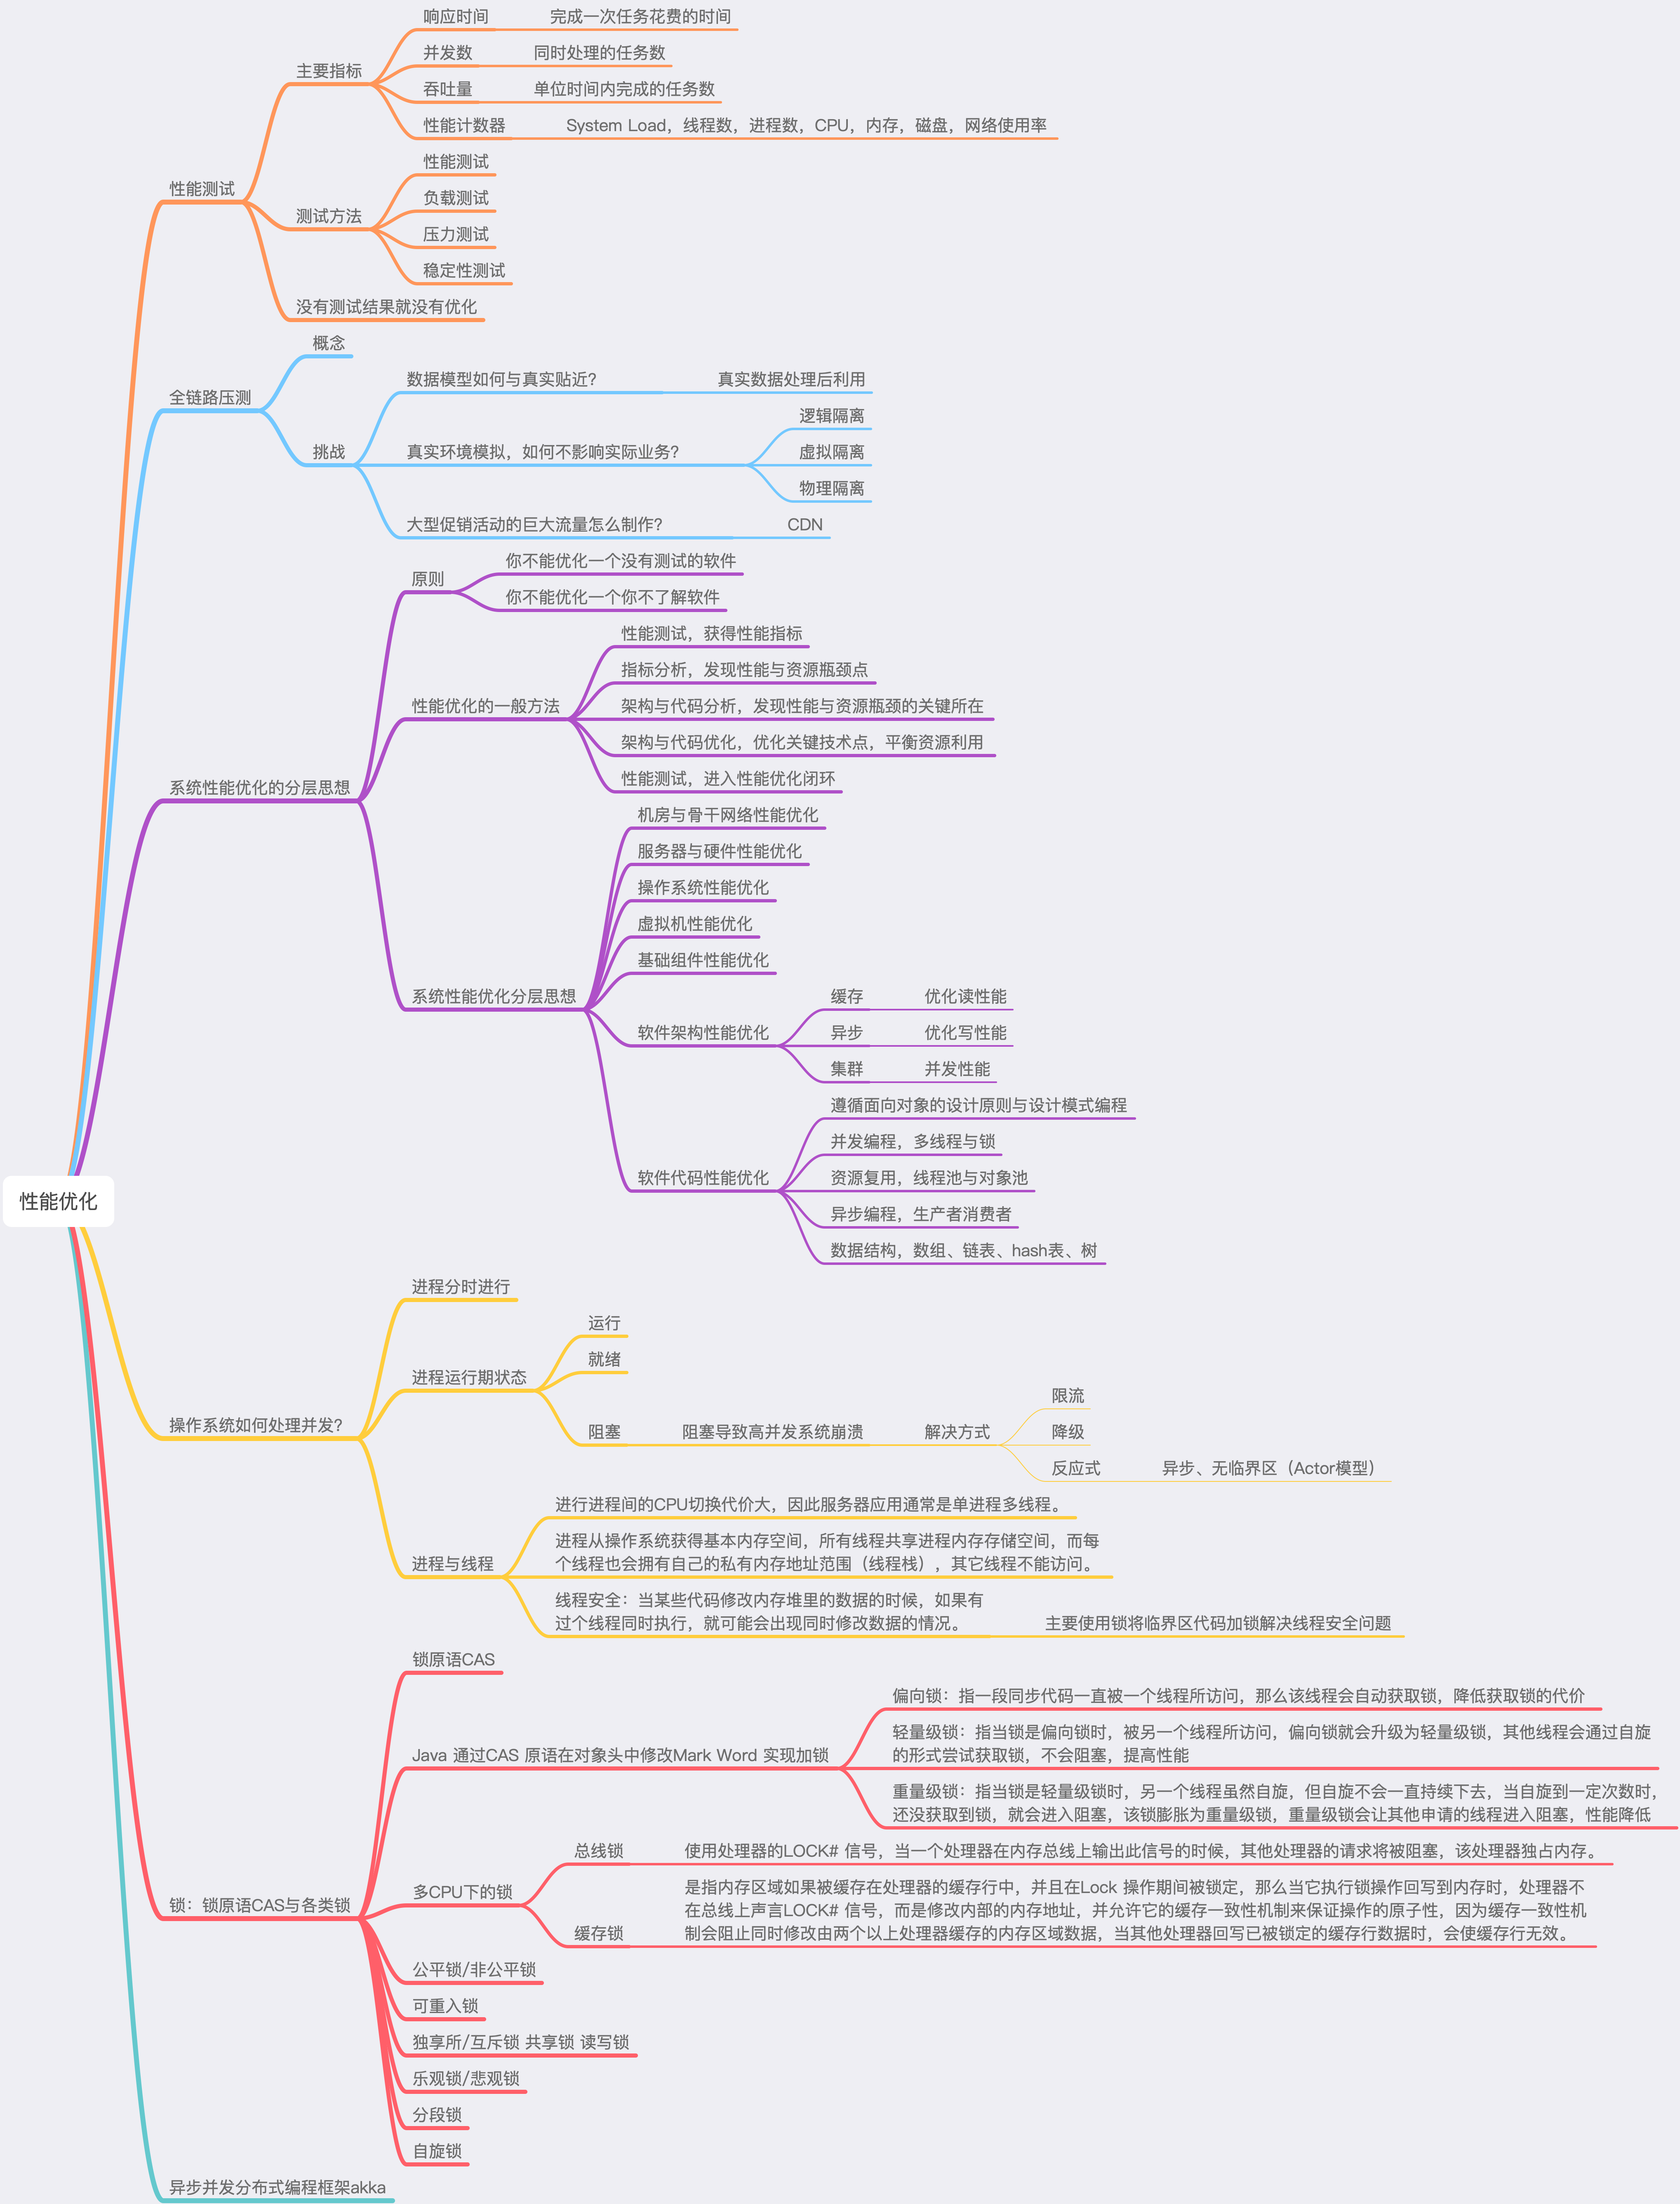 性能优化
性能测试
主要指标
响应时间
完成一次任务花费的时间
并发数
同时处理的任务数
吞吐量
单位时间内完成的任务数
性能计数器
System Load，线程数，进程数，CPU，内存，磁盘，网络使用率
测试方法
性能测试
负载测试
压力测试
稳定性测试
没有测试结果就没有优化
全链路压测
概念
挑战
数据模型如何与真实贴近？
真实数据处理后利用
真实环境模拟，如何不影响实际业务？
逻辑隔离
虚拟隔离
物理隔离
大型促销活动的巨大流量怎么制作？
CDN
系统性能优化的分层思想
原则
你不能优化一个没有测试的软件
你不能优化一个你不了解软件
性能优化的一般方法
性能测试，获得性能指标
指标分析，发现性能与资源瓶颈点
架构与代码分析，发现性能与资源瓶颈的关键所在
架构与代码优化，优化关键技术点，平衡资源利用
性能测试，进入性能优化闭环
系统性能优化分层思想
机房与骨干网络性能优化
服务器与硬件性能优化
操作系统性能优化
虚拟机性能优化
基础组件性能优化
软件架构性能优化
缓存
优化读性能
异步
优化写性能
集群
并发性能
软件代码性能优化
遵循面向对象的设计原则与设计模式编程
并发编程，多线程与锁
资源复用，线程池与对象池
异步编程，生产者消费者
数据结构，数组、链表、hash表、树
操作系统如何处理并发？
进程分时进行
进程运行期状态
运行
就绪
阻塞
阻塞导致高并发系统崩溃
解决方式
限流
降级
反应式
异步、无临界区（Actor模型）
进程与线程
进行进程间的CPU切换代价大，因此服务器应用通常是单进程多线程。
进程从操作系统获得基本内存空间，所有线程共享进程内存存储空间，而每
个线程也会拥有自己的私有内存地址范围（线程栈），其它线程不能访问。
线程安全：当某些代码修改内存堆里的数据的时候，如果有
过个线程同时执行，就可能会出现同时修改数据的情况。
主要使用锁将临界区代码加锁解决线程安全问题
锁：锁原语CAS与各类锁
锁原语CAS
Java 通过CAS 原语在对象头中修改Mark Word 实现加锁
偏向锁：指一段同步代码一直被一个线程所访问，那么该线程会自动获取锁，降低获取锁的代价
轻量级锁：指当锁是偏向锁时，被另一个线程所访问，偏向锁就会升级为轻量级锁，其他线程会通过自旋
的形式尝试获取锁，不会阻塞，提高性能
重量级锁：指当锁是轻量级锁时，另一个线程虽然自旋，但自旋不会一直持续下去，当自旋到一定次数时，
还没获取到锁，就会进入阻塞，该锁膨胀为重量级锁，重量级锁会让其他申请的线程进入阻塞，性能降低
多CPU下的锁
总线锁
使用处理器的LOCK# 信号，当一个处理器在内存总线上输出此信号的时候，其他处理器的请求将被阻塞，该处理器独占内存。
缓存锁
是指内存区域如果被缓存在处理器的缓存行中，并且在Lock 操作期间被锁定，那么当它执行锁操作回写到内存时，处理器不
在总线上声言LOCK# 信号，而是修改内部的内存地址，并允许它的缓存一致性机制来保证操作的原子性，因为缓存一致性机
制会阻止同时修改由两个以上处理器缓存的内存区域数据，当其他处理器回写已被锁定的缓存行数据时，会使缓存行无效。
公平锁/非公平锁
可重入锁
独享所/互斥锁 共享锁 读写锁
乐观锁/悲观锁
分段锁
自旋锁
异步并发分布式编程框架akka